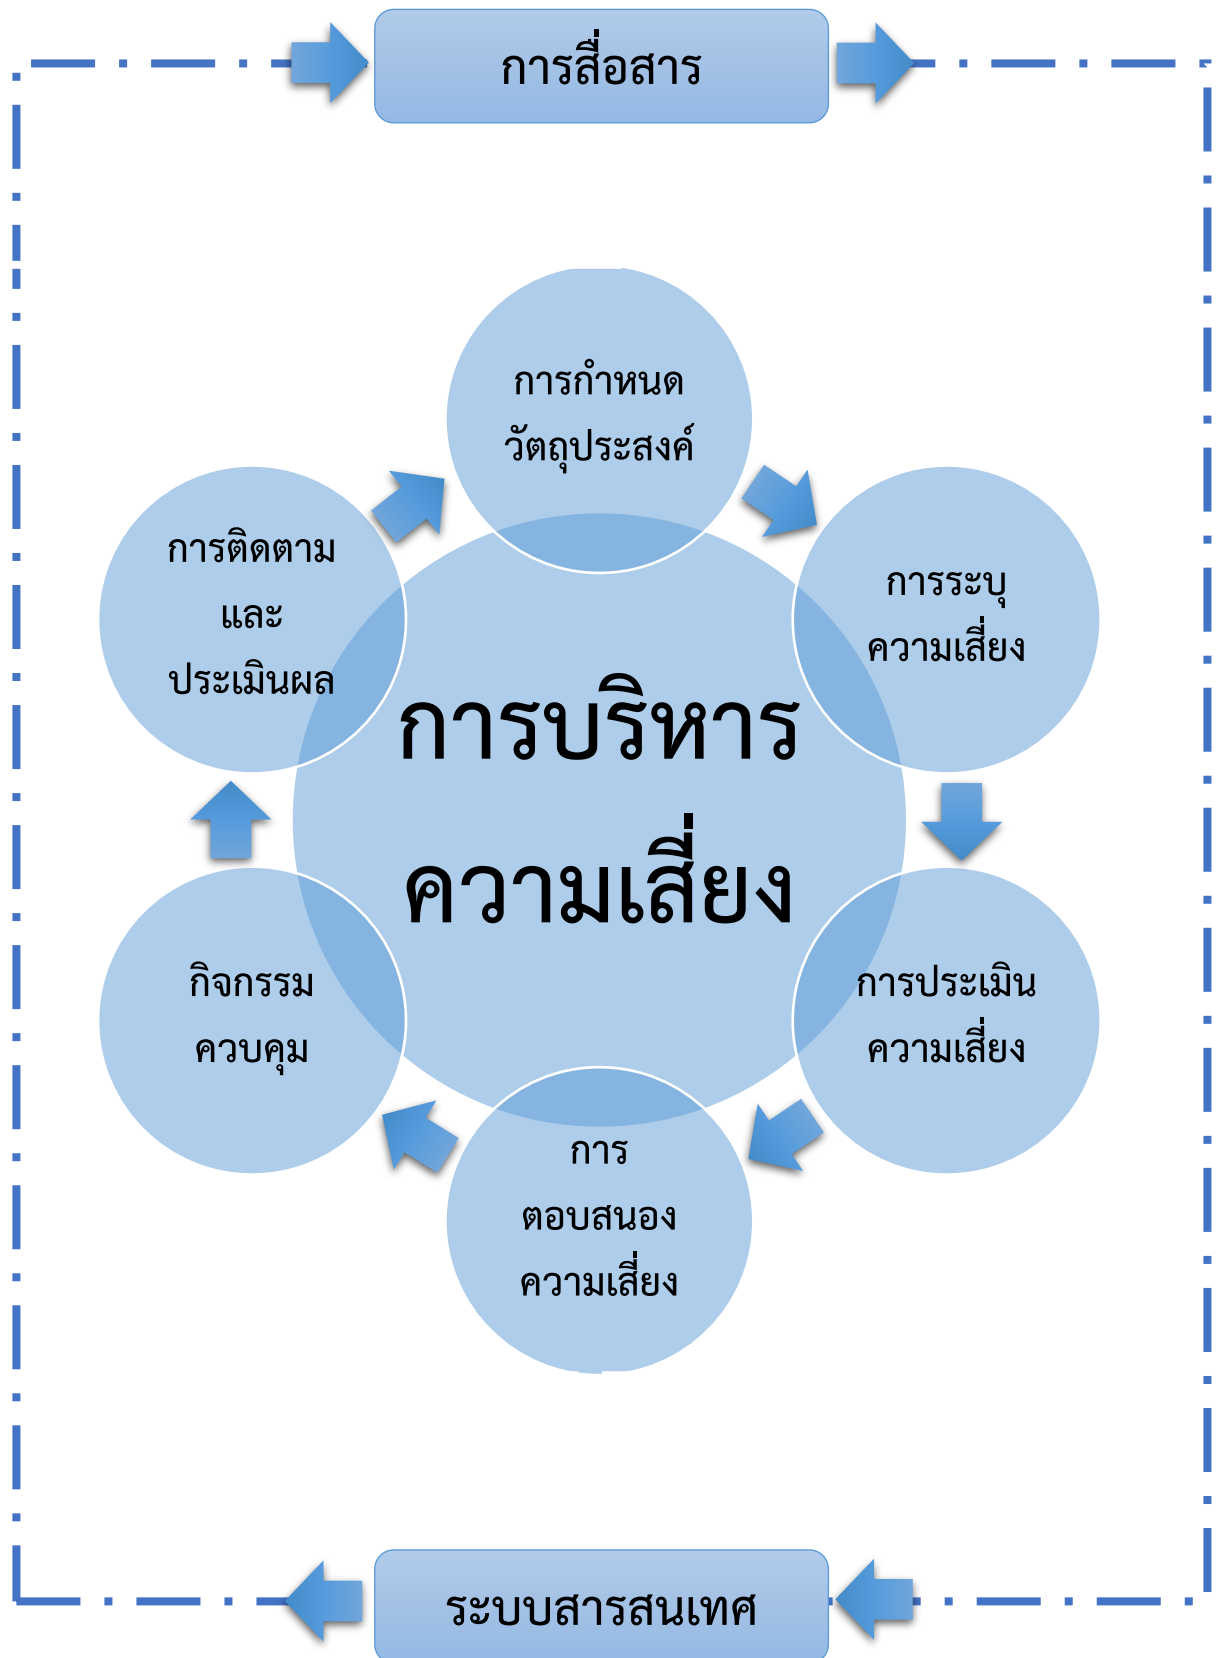 การสื่อสาร
การกำหนด
วัตถุประสงค์
การระบุ
ความเสี่ยง
การประเมิน
ความเสี่ยง
การ
ตอบสนอง
ความเสี่ยง
กิจกรรม
ควบคุม
การติดตาม
และ
ประเมินผล
การบริหาร
ความเสี่ยง
ระบบสารสนเทศ